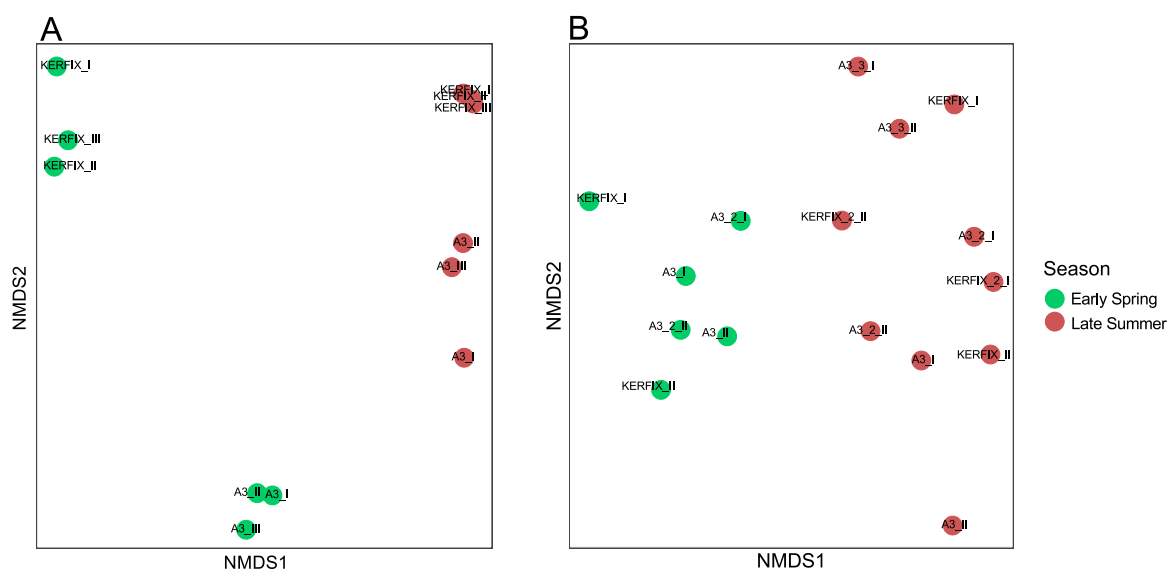 A
KERFIX_I
KERFIX_I
KERFIX_II
KERFIX_III
KERFIX_III
KERFIX_II
A3_II
A3_III
A3_I
A3_II
A3_I
A3_III
NMDS2
NMDS1
B
A3_3_I
KERFIX_I
A3_3_II
KERFIX_I
A3_2_I
KERFIX_2_II
A3_2_I
A3_I
KERFIX_2_I
A3_2_II
A3_II
A3_2_II
A3_I
KERFIX_II
KERFIX_II
A3_II
NMDS2
NMDS1
Season
Early Spring
Late Summer